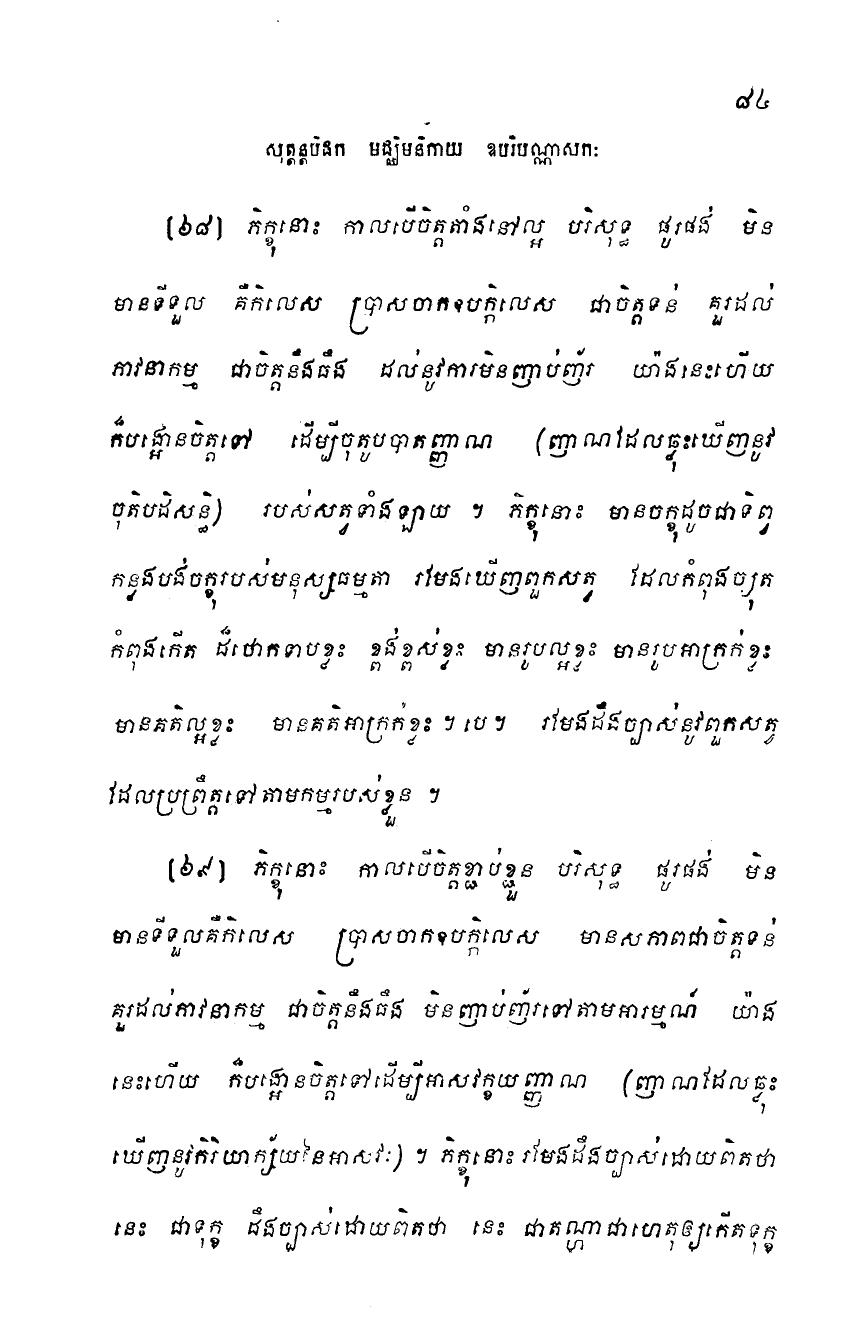 ៨៤
សុត្តន្តបិដក មជ្ឈិមនិកាយ ឧបរិបណ្ណាសកៈ
[៦៨] ភិក្ខុនោះ កាលបើចិត្តតាំងនៅល្អ បរិសុទ្ធ ផូរផង់ មិន
មានទីទួល គឺកិលេស ប្រាសចាកឧបក្កិលេស ជាចិត្តទន់ គួរដល់
ភាវនាកម្ម ជាចិត្តនឹងធឹង ដល់នូវការមិនញាប់ញ័រ យ៉ាងនេះហើយ
ក៏បង្អោនចិត្តទៅ ដើម្បីចុតូបបាតញ្ញាណ (ញាណដែលធ្លុះឃើញនូវ
ចុតិបដិសន្ធិ) របស់សត្វទាំងឡាយ ។ ភិក្ខុនោះ មានចក្ខុដូចជាទិព្វ
កន្លងបង់ចក្ខុរបស់មនុស្សធម្មតា រមែងឃើញពួកសត្វ ដែលកំពុងច្យុត
កំពុងកើត ដ៏ថោកទាបខ្លះ ខ្ពង់ខ្ពស់ខ្លះ មានរូបល្អខ្លះ មានរូបអាក្រក់ខ្លះ
មានគតិល្អខ្លះ មានគតិអាក្រក់ខ្លះ ។ បេ ។ រមែងដឹងច្បាស់នូវពួកសត្វ
ដែលប្រព្រឹត្តទៅតាមកម្មរបស់ខ្លួន ។
[៦៩] ភិក្ខុនោះ កាលបើចិត្តខ្ជាប់ខ្ជួន បរិសុទ្ធ ផូរផង់ មិន
មានទីទួលគឺកិលេស ប្រាសចាកឧបក្កិលេស មានសភាពជាចិត្តទន់
គួរដល់ភាវនាកម្ម ជាចិត្តនឹងធឹង មិនញាប់ញ័រទៅតាមអារម្មណ៍ យ៉ាង
នេះហើយ ក៏បង្អោនចិត្តទៅដើម្បីអាសវក្ខយញ្ញាណ (ញាណដែលធ្លុះ
ឃើញនូវកិរិយាក្ស័យនៃអាសវៈ) ។ ភិក្ខុនោះ រមែងដឹងច្បាស់ដោយពិតថា
នេះ ជាទុក្ខ ដឹងច្បាស់ដោយពិតថា នេះ ជាតណ្ហាជាហេតុឲ្យកើតទុក្ខ